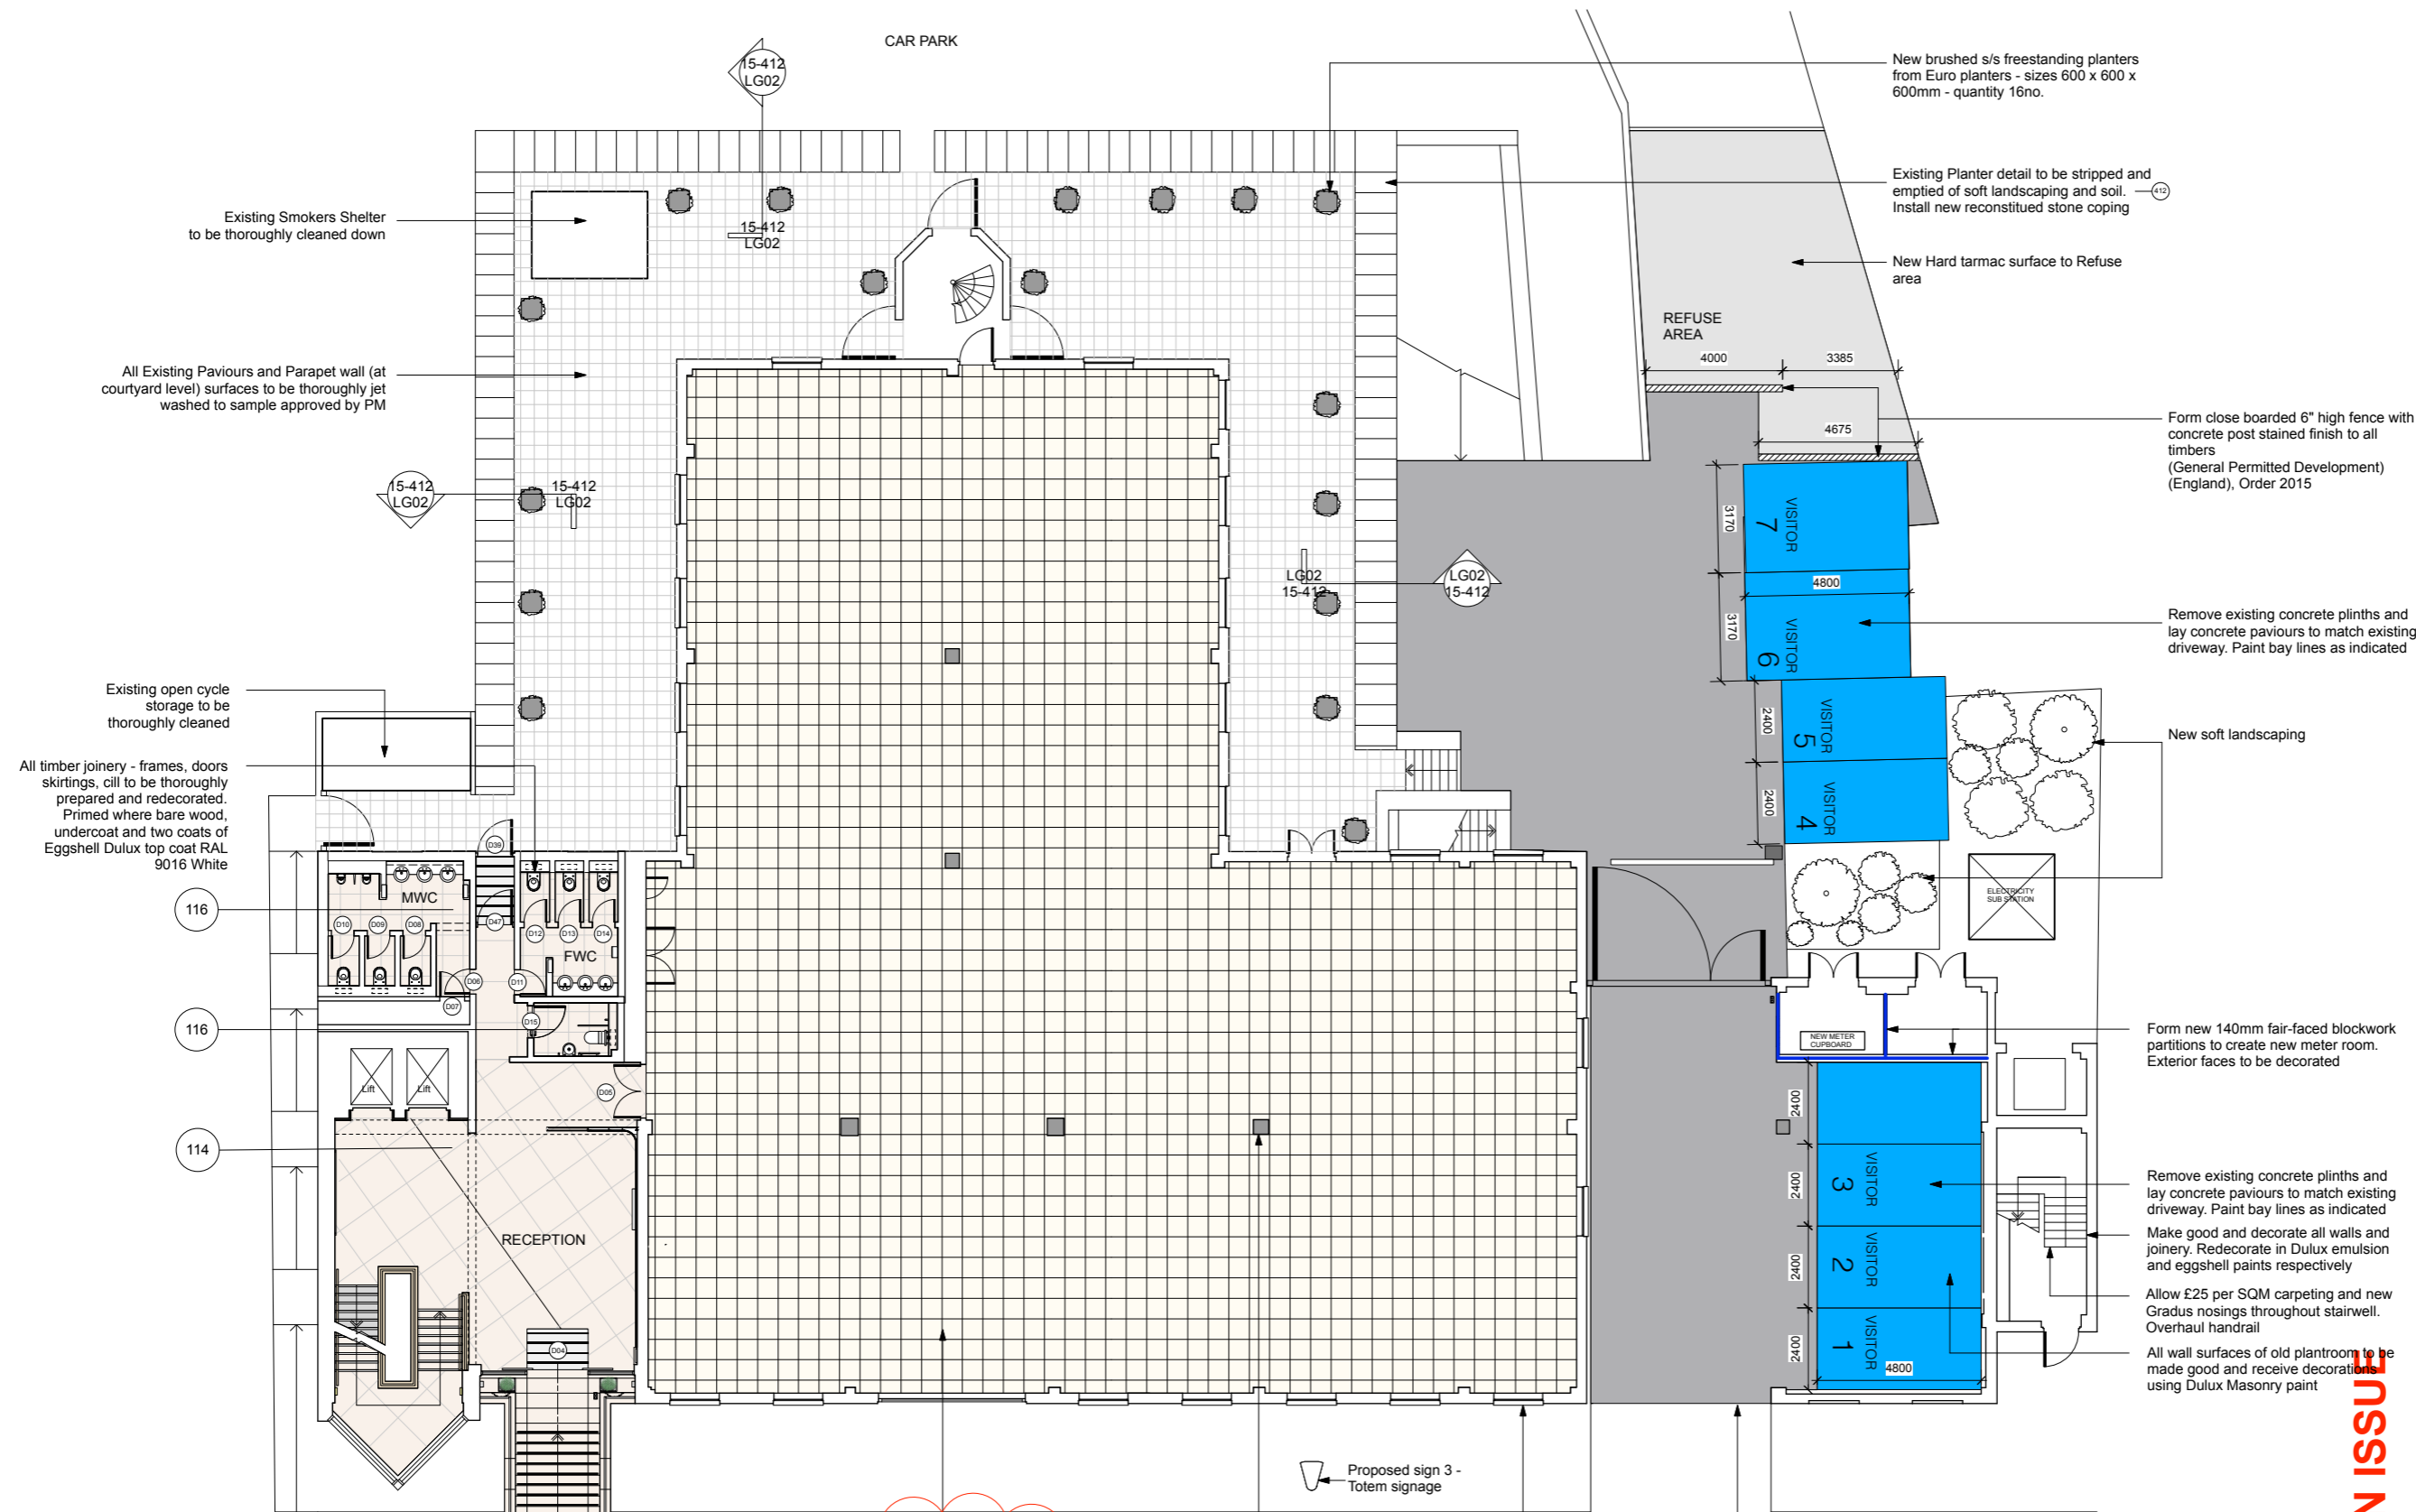 CAR PARK
15-412
LG02
New brushed s/s freestanding planters
from Euro planters - sizes 600 x 600 x
600mm - quantity 16no.
Existing Planter detail to be stripped and
emptied of soft landscaping and soil.
412
Install new reconstitued stone coping
Existing Smokers Shelter
to be thoroughly cleaned down
15-412
LG02
New Hard tarmac surface to Refuse
area
REFUSE
AREA
4000
3385
All Existing Paviours and Parapet wall (at
courtyard level) surfaces to be thoroughly jet
washed to sample approved by PM
4675
Form close boarded 6" high fence with
concrete post stained finish to all
timbers
(General Permitted Development)
(England), Order 2015
15-412
LG02
15-412
LG02
3170
VISITOR
7
LG02
15-412
LG02
15-412
4800
3170
VISITOR
6
Remove existing concrete plinths and
lay concrete paviours to match existing
driveway. Paint bay lines as indicated
Existing open cycle
storage to be
thoroughly cleaned
2400
VISITOR
5
New soft landscaping
All timber joinery - frames, doors
skirtings, cill to be thoroughly
prepared and redecorated.
Primed where bare wood,
undercoat and two coats of
Eggshell Dulux top coat RAL
9016 White
2400
VISITOR
4
D39
MWC
116
D10
D09
D08
D47
D12
D13
D14
FWC
ELECTRICITY
SUB STATION
D06
D11
D07
116
D15
NEW METER
CUPBOARD
Form new 140mm fair-faced blockwork
partitions to create new meter room.
Exterior faces to be decorated
Lift
Lift
D05
2400
114
2400
VISITOR
3
Remove existing concrete plinths and
lay concrete paviours to match existing
driveway. Paint bay lines as indicated
RECEPTION
2400
VISITOR
2
Make good and decorate all walls and
joinery. Redecorate in Dulux emulsion
and eggshell paints respectively
Allow £25 per SQM carpeting and new
Gradus nosings throughout stairwell.
Overhaul handrail
D04
2400
VISITOR
1
4800
All wall surfaces of old plantroom to be
made good and receive decorations
using Dulux Masonry paint
Proposed sign 3 -
Totem signage
N ISSUE